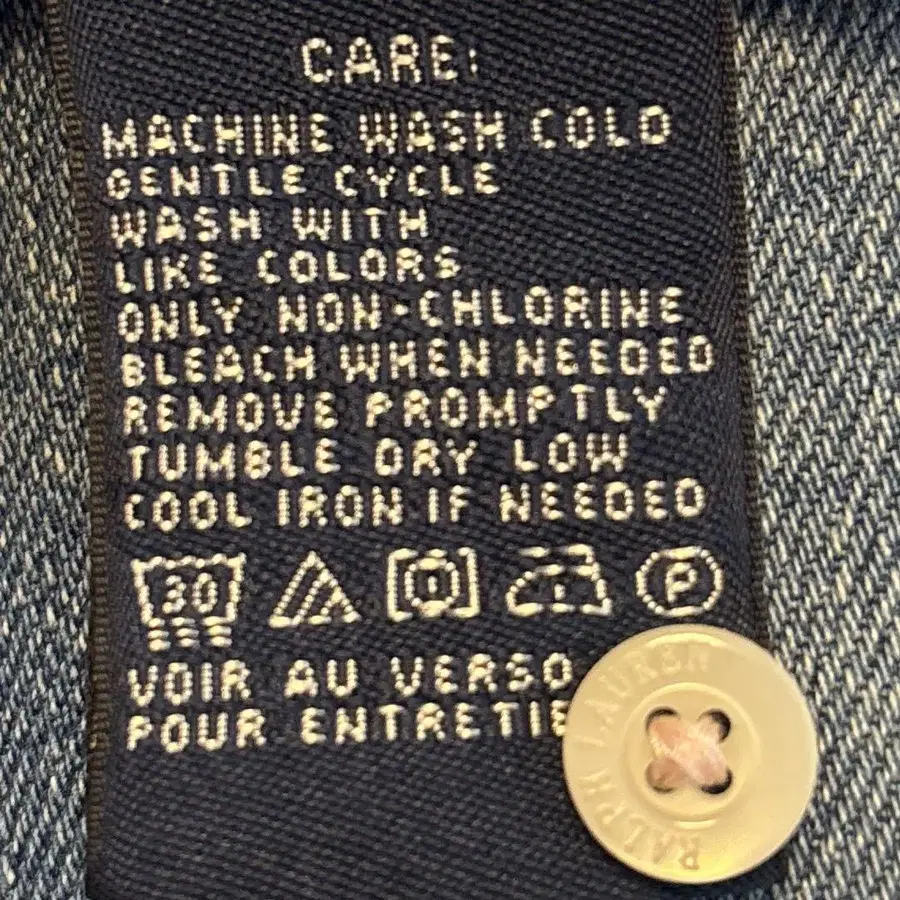 CARE:
MACHINE WASH COLD
GENTLE CYCLE
WASH WITH
LIKE COLORS
ONLY NON-CHLORINE
BLEACH WHEN NEEDED
REMOVE PROMPTLY
TUMBLE DRY LOW
COOL IRON IF NEEDED
30 P
VOIR AU VERSO
POUR ENTRETIE
RALPH LAUREN